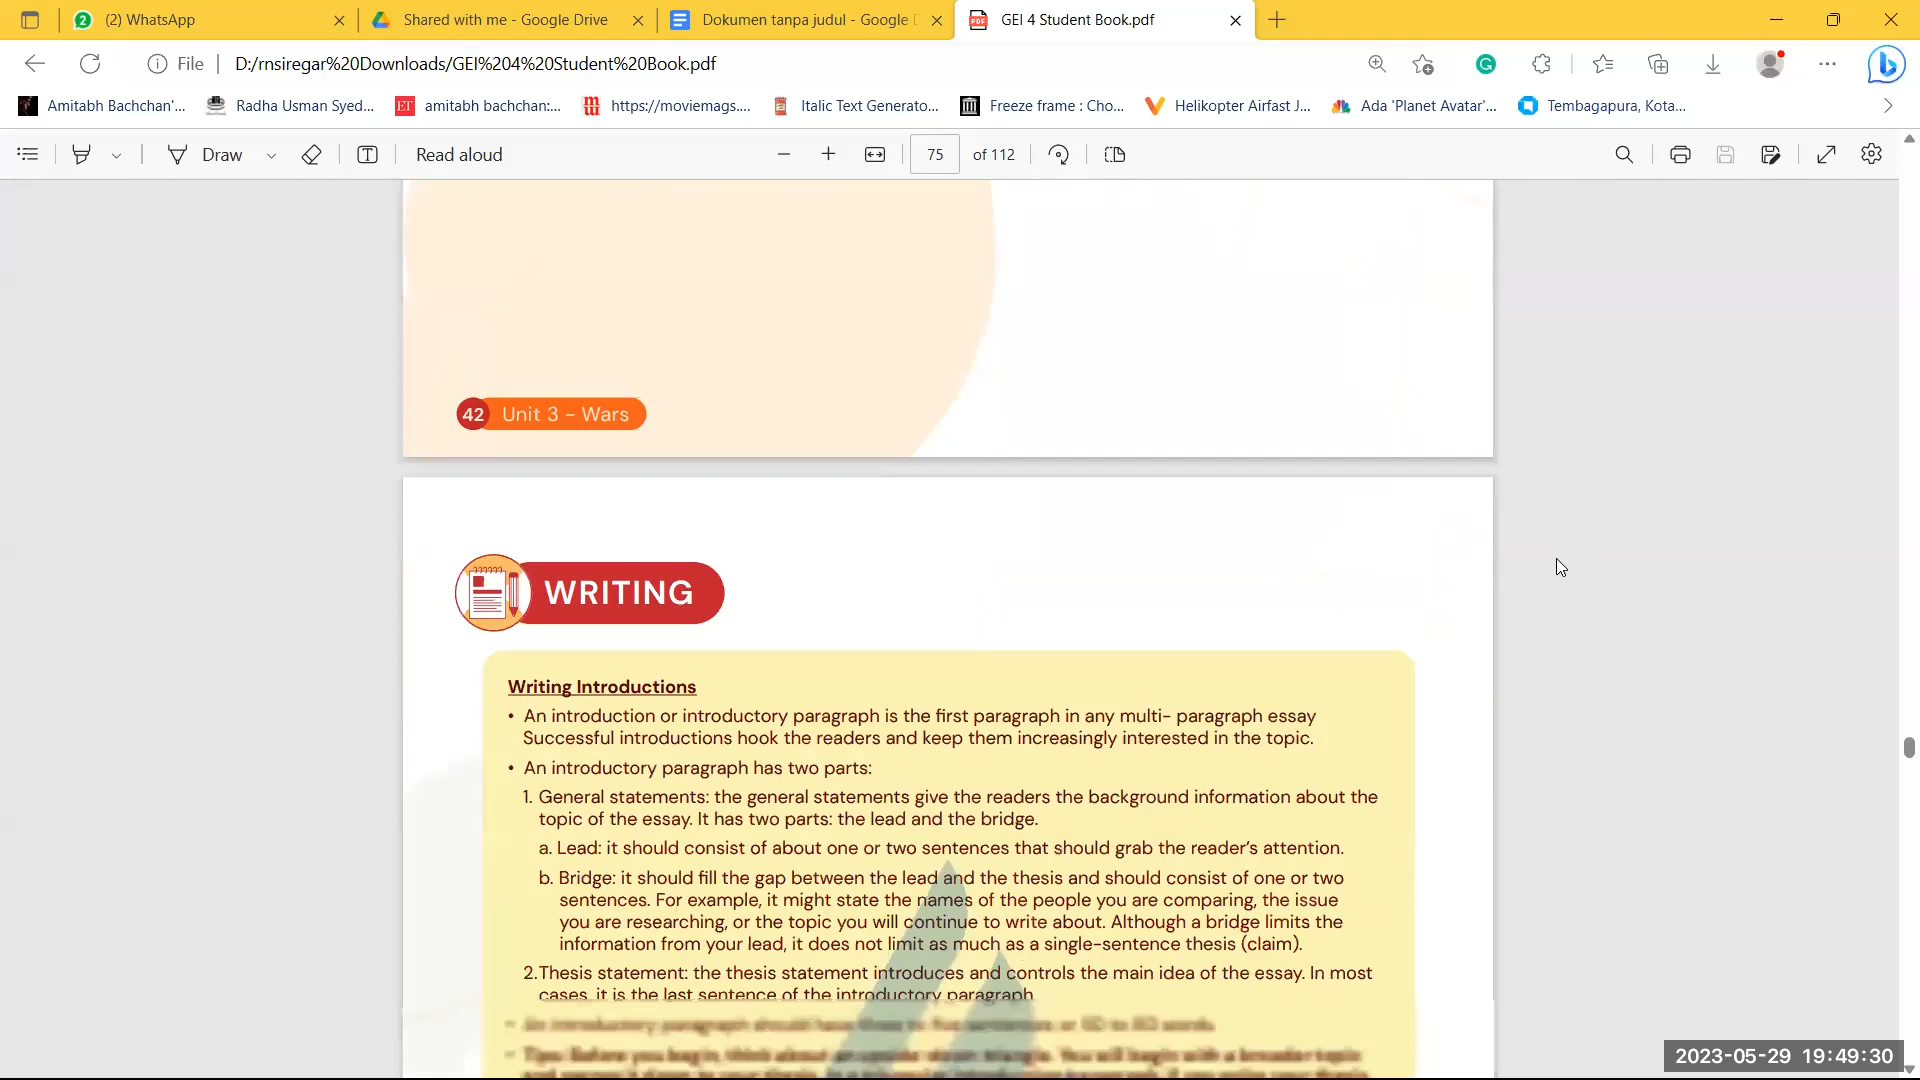 (2) WhatsApp
Shared with me - Google Drive
Dokumen tanpa judul - Google D
GEI 4 Student Book.pdf
File
D:/rnsiregar%20Downloads/GEI%204%20Student%20Book.pdf
Amitabh Bachchan'...
Radha Usman Syed...
ET
amitabh bachchan:...
https://moviemags....
Italic Text Generato...
Freeze frame : Cho...
Helikopter Airfast J...
Ada 'Planet Avatar'...
Tembagapura, Kota...
Draw
Read aloud
75
of 112
42 Unit 3 - Wars
WRITING
Writing Introductions
• An introduction or introductory paragraph is the first paragraph in any multi- paragraph essay
Successful introductions hook the readers and keep them increasingly interested in the topic.
• An introductory paragraph has two parts:
1. General statements: the general statements give the readers the background information about the
topic of the essay. It has two parts: the lead and the bridge.
a. Lead: it should consist of about one or two sentences that should grab the reader's attention.
b. Bridge: it should fill the gap between the lead and the thesis and should consist of one or two
sentences. For example, it might state the names of the people you are comparing, the issue
you are researching, or the topic you will continue to write about. Although a bridge limits the
information from your lead, it does not limit as much as a single-sentence thesis (claim).
2.Thesis statement: the thesis statement introduces and controls the main idea of the essay. In most
cases, it is the last sentence of the introductory paragraph.
2023-05-29 19:49:30